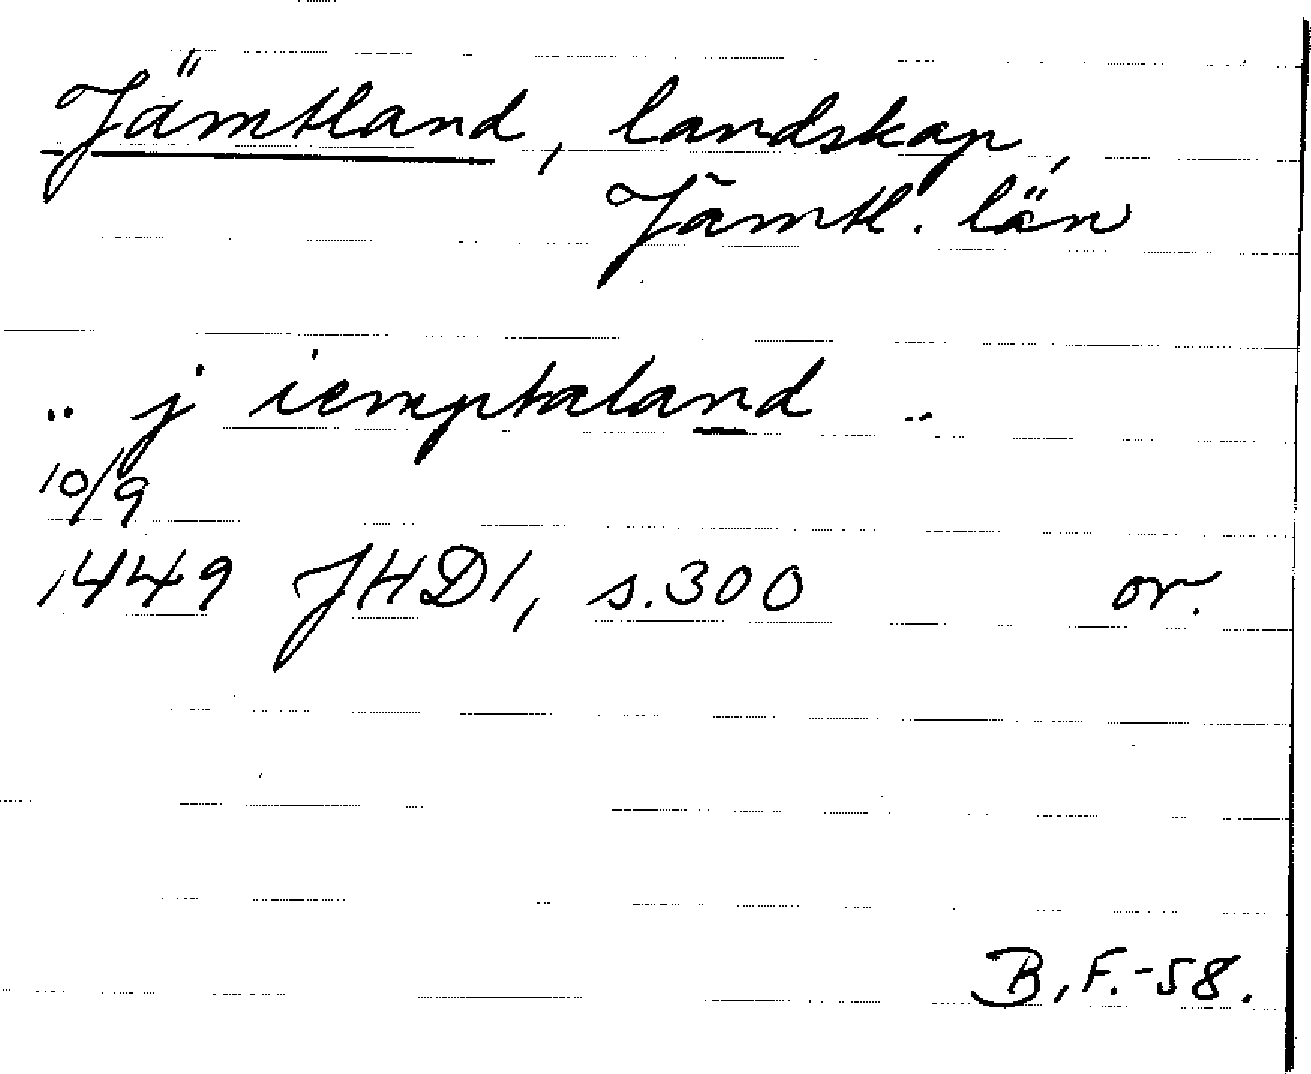 Jämtland, landskap,
Jämtl. län
.. j iemptaland ..
10/9
1449 JHD1, s.300 or.
B.F.-58.